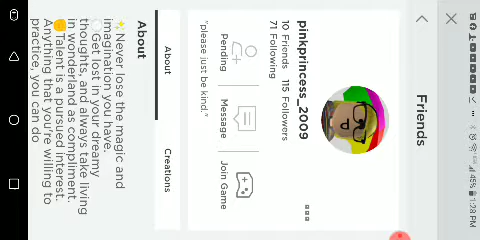 45% 1:28 PM
Friends
pinkprincess_2009
10 Friends 115 Followers
71 Following
Pending
Message
Join Game
"please just be kind."
About
Creations
About
Never lose the magic and
imagination you have.
Get lost in your dreamy
thoughts, and always take living
in wonderland as compliment.
Talent is a pursued interest.
Anything that you're willing to
practice, you can do